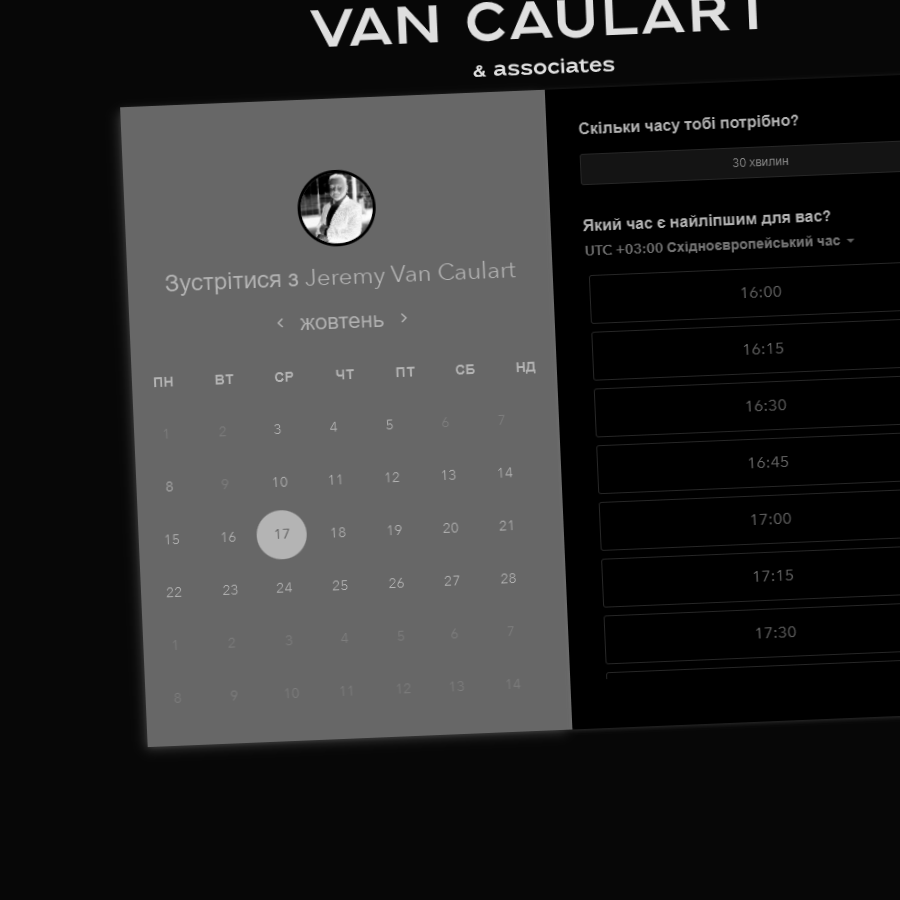 VAN CAULART
& associates
Зустрітися з Jeremy Van Caulart
жовтень
ПН ВТ СР ЧТ ПТ СБ НД
1 2 3 4 5 6 7
8 9 10 11 12 13 14
15 16 17 18 19 20 21
22 23 24 25 26 27 28
1 2 3 4 5 6 7
8 9 10 11 12 13 14
Скільки часу тобі потрібно?
30 хвилин
Який час є найліпшим для вас?
UTC +03:00 Східноєвропейський час
16:00
16:15
16:30
16:45
17:00
17:15
17:30